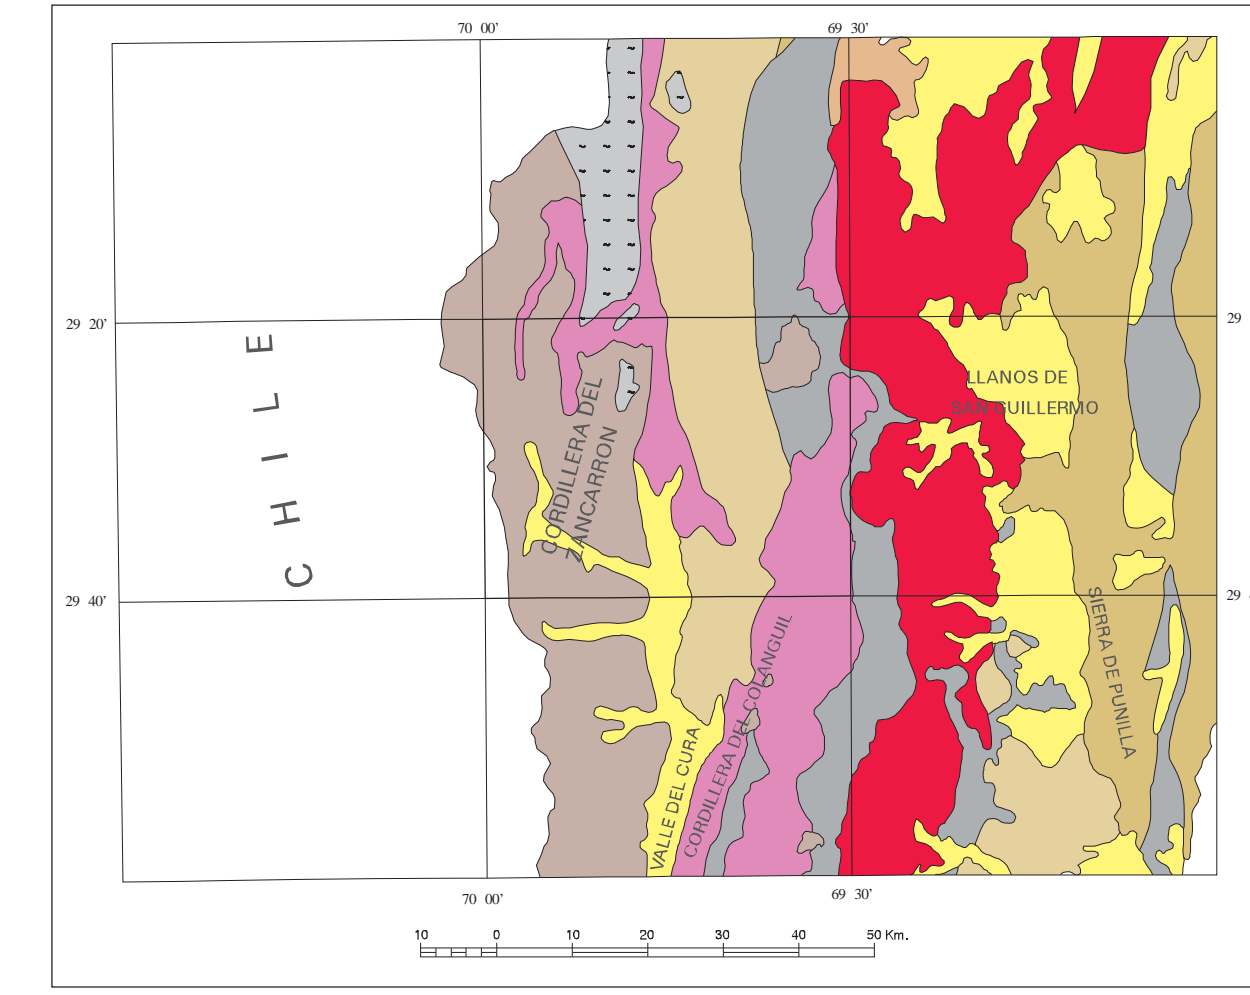 70 00' 69 30'
29 20' 29
CHILE
LLANOS DE
SAN GUILLERMO
CORDILLERA DEL
ZANCARRON
29 40' 29
SIERRA DE PUNILLA
CORDILLERA DEL COLANGUIL
VALLE DEL CURA
70 00' 69 30'
10 0 10 20 30 40 50 Km.